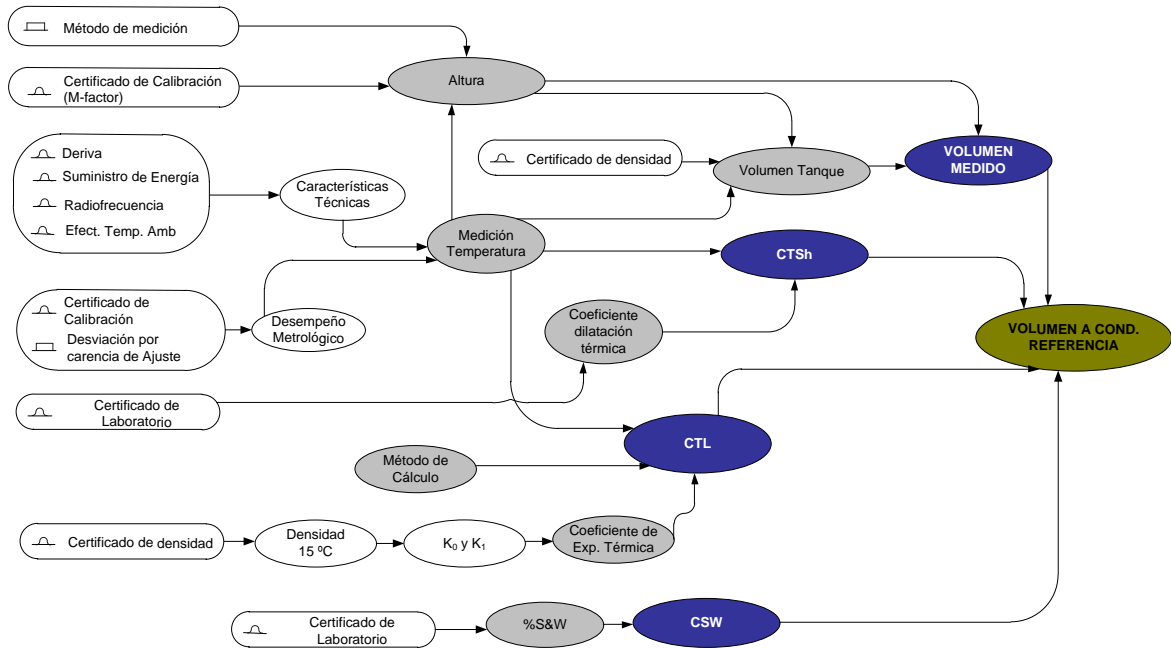 Método de medición
Certificado de Calibración
(M-factor)
Altura
Deriva
Suministro de Energía
Radiofrecuencia
Efect. Temp. Amb
Características
Técnicas
Certificado de densidad
Volumen Tanque
VOLUMEN
MEDIDO
Medición
Temperatura
CTSh
Certificado de
Calibración
Desviación por
carencia de Ajuste
Desempeño
Metrológico
Coeficiente
dilatación
térmica
VOLUMEN A COND.
REFERENCIA
Certificado de
Laboratorio
CTL
Método de
Cálculo
Certificado de densidad
Densidad
15 ºC
K₀ y K₁
Coeficiente de
Exp. Térmica
Certificado de
Laboratorio
%S&W
CSW